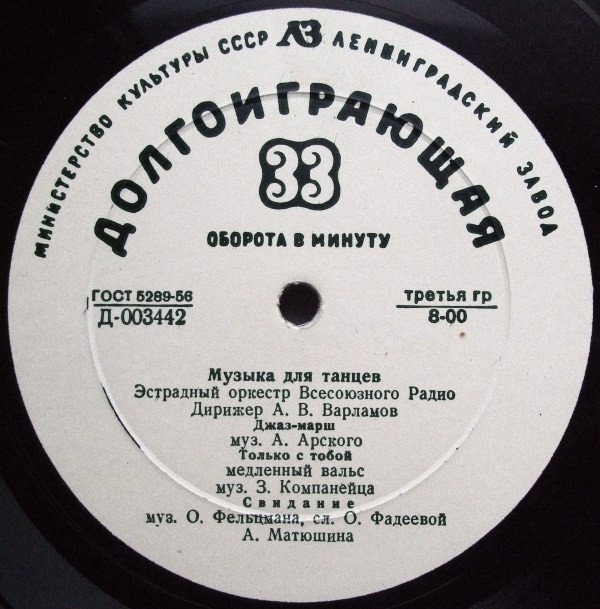 МИНИСТЕРСТВО КУЛЬТУРЫ СССР ЛЗ ЛЕНИНГРАДСКИЙ ЗАВОД
ДОЛГОИГРАЮЩАЯ
33
ОБОРОТА В МИНУТУ
ГОСТ 5289-56
Д-003442
третья гр
8-00
Музыка для танцев
Эстрадный оркестр Всесоюзного Радио
Дирижер А. В. Варламов
Джаз-марш
муз. А. Арского
Только с тобой
медленный вальс
муз. З. Компанейца
Свидание
муз. О. Фельцмана, сл. О. Фадеевой
А. Матюшина